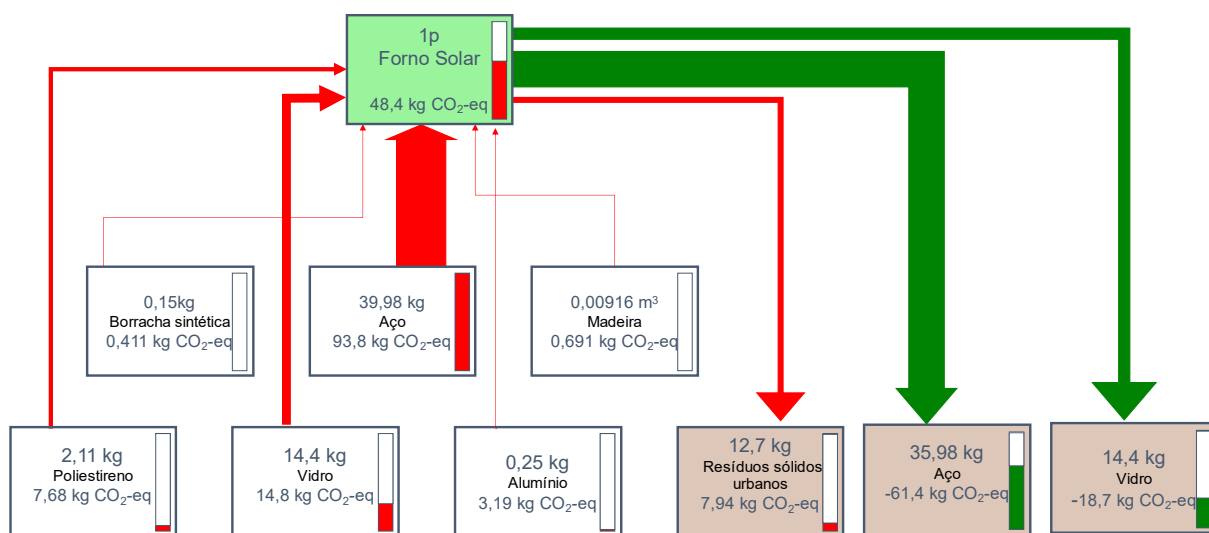 1p
Forno Solar
48,4 kg CO₂-eq
0,15kg
Borracha sintética
0,411 kg CO₂-eq
39,98 kg
Aço
93,8 kg CO₂-eq
0,00916 m³
Madeira
0,691 kg CO₂-eq
2,11 kg
Poliestireno
7,68 kg CO₂-eq
14,4 kg
Vidro
14,8 kg CO₂-eq
0,25 kg
Alumínio
3,19 kg CO₂-eq
12,7 kg
Resíduos sólidos
urbanos
7,94 kg CO₂-eq
35,98 kg
Aço
-61,4 kg CO₂-eq
14,4 kg
Vidro
-18,7 kg CO₂-eq